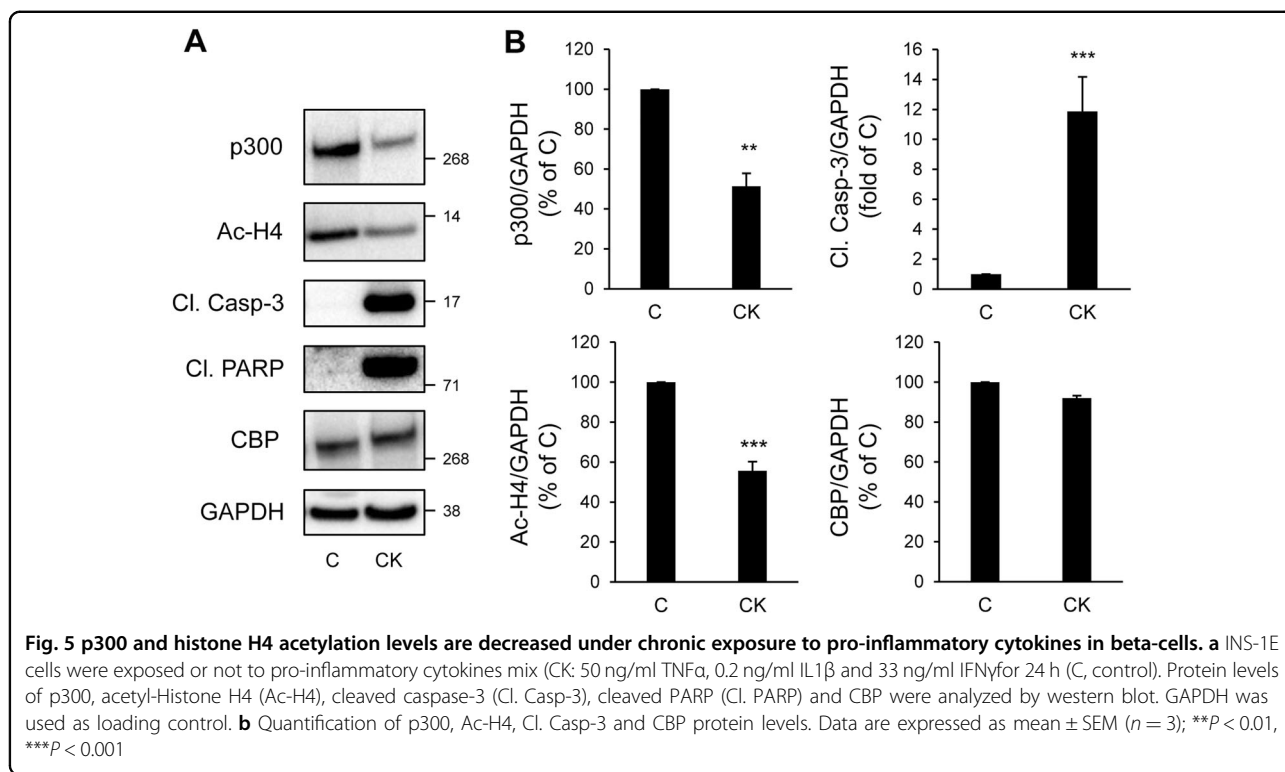 A
p300
268
Ac-H4
14
Cl. Casp-3
17
Cl. PARP
71
CBP
268
GAPDH
38
C CK
B
p300/GAPDH
(% of C)
120
100
80
60
40
20
0
**
C CK
Cl. Casp-3/GAPDH
(fold of C)
16
14
12
10
8
6
4
2
0
***
C CK
Ac-H4/GAPDH
(% of C)
120
100
80
60
40
20
0
***
C CK
CBP/GAPDH
(% of C)
120
100
80
60
40
20
0
C CK
Fig. 5 p300 and histone H4 acetylation levels are decreased under chronic exposure to pro-inflammatory cytokines in beta-cells. a INS-1E
cells were exposed or not to pro-inflammatory cytokines mix (CK: 50 ng/ml TNFα, 0.2 ng/ml IL1β and 33 ng/ml IFNγfor 24 h (C, control). Protein levels
of p300, acetyl-Histone H4 (Ac-H4), cleaved caspase-3 (Cl. Casp-3), cleaved PARP (Cl. PARP) and CBP were analyzed by western blot. GAPDH was
used as loading control. b Quantification of p300, Ac-H4, Cl. Casp-3 and CBP protein levels. Data are expressed as mean ± SEM (n = 3); **P < 0.01,
***P < 0.001